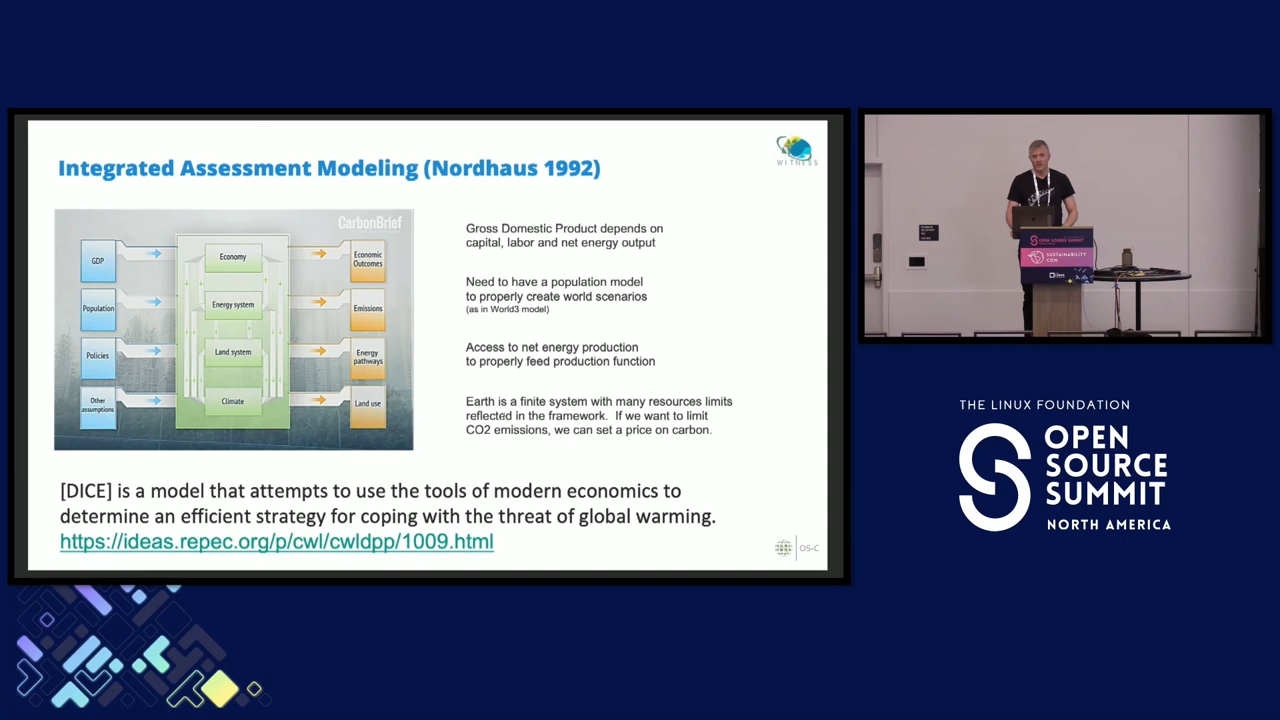 Integrated Assessment Modeling (Nordhaus 1992)
WITNESS
CarbonBrief
GDP
Population
Policies
Other
assumptions
Economy
Energy system
Land system
Climate
Economic
Outcomes
Emissions
Energy
pathways
Land use
Gross Domestic Product depends on
capital, labor and net energy output
Need to have a population model
to properly create world scenarios
(as in World3 model)
Access to net energy production
to properly feed production function
Earth is a finite system with many resources limits
reflected in the framework. If we want to limit
CO2 emissions, we can set a price on carbon.
[DICE] is a model that attempts to use the tools of modern economics to
determine an efficient strategy for coping with the threat of global warming.
https://ideas.repec.org/p/cwl/cwldpp/1009.html
OS-C
OPEN SOURCE SUMMIT
SUSTAINABILITY
CON
THE LINUX FOUNDATION
OPEN
SOURCE
SUMMIT
NORTH AMERICA